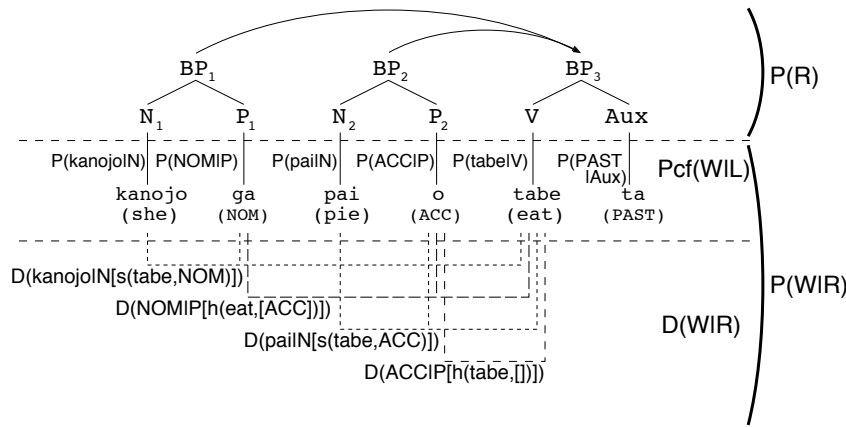 BP₁ BP₂ BP₃
P(R)
N₁ P₁ N₂ P₂ V Aux
P(kanojo|N) P(NOM|P) P(pai|N) P(ACC|P) P(tabe|V) P(PAST
|Aux)
Pcf(W|L)
kanojo ga pai o tabe ta
(she) (NOM) (pie) (ACC) (eat) (PAST)
D(kanojo|N[s(tabe,NOM)])
P(W|R)
D(NOM|P[h(eat,[ACC])])
D(W|R)
D(pai|N[s(tabe,ACC)])
D(ACC|P[h(tabe,[])])